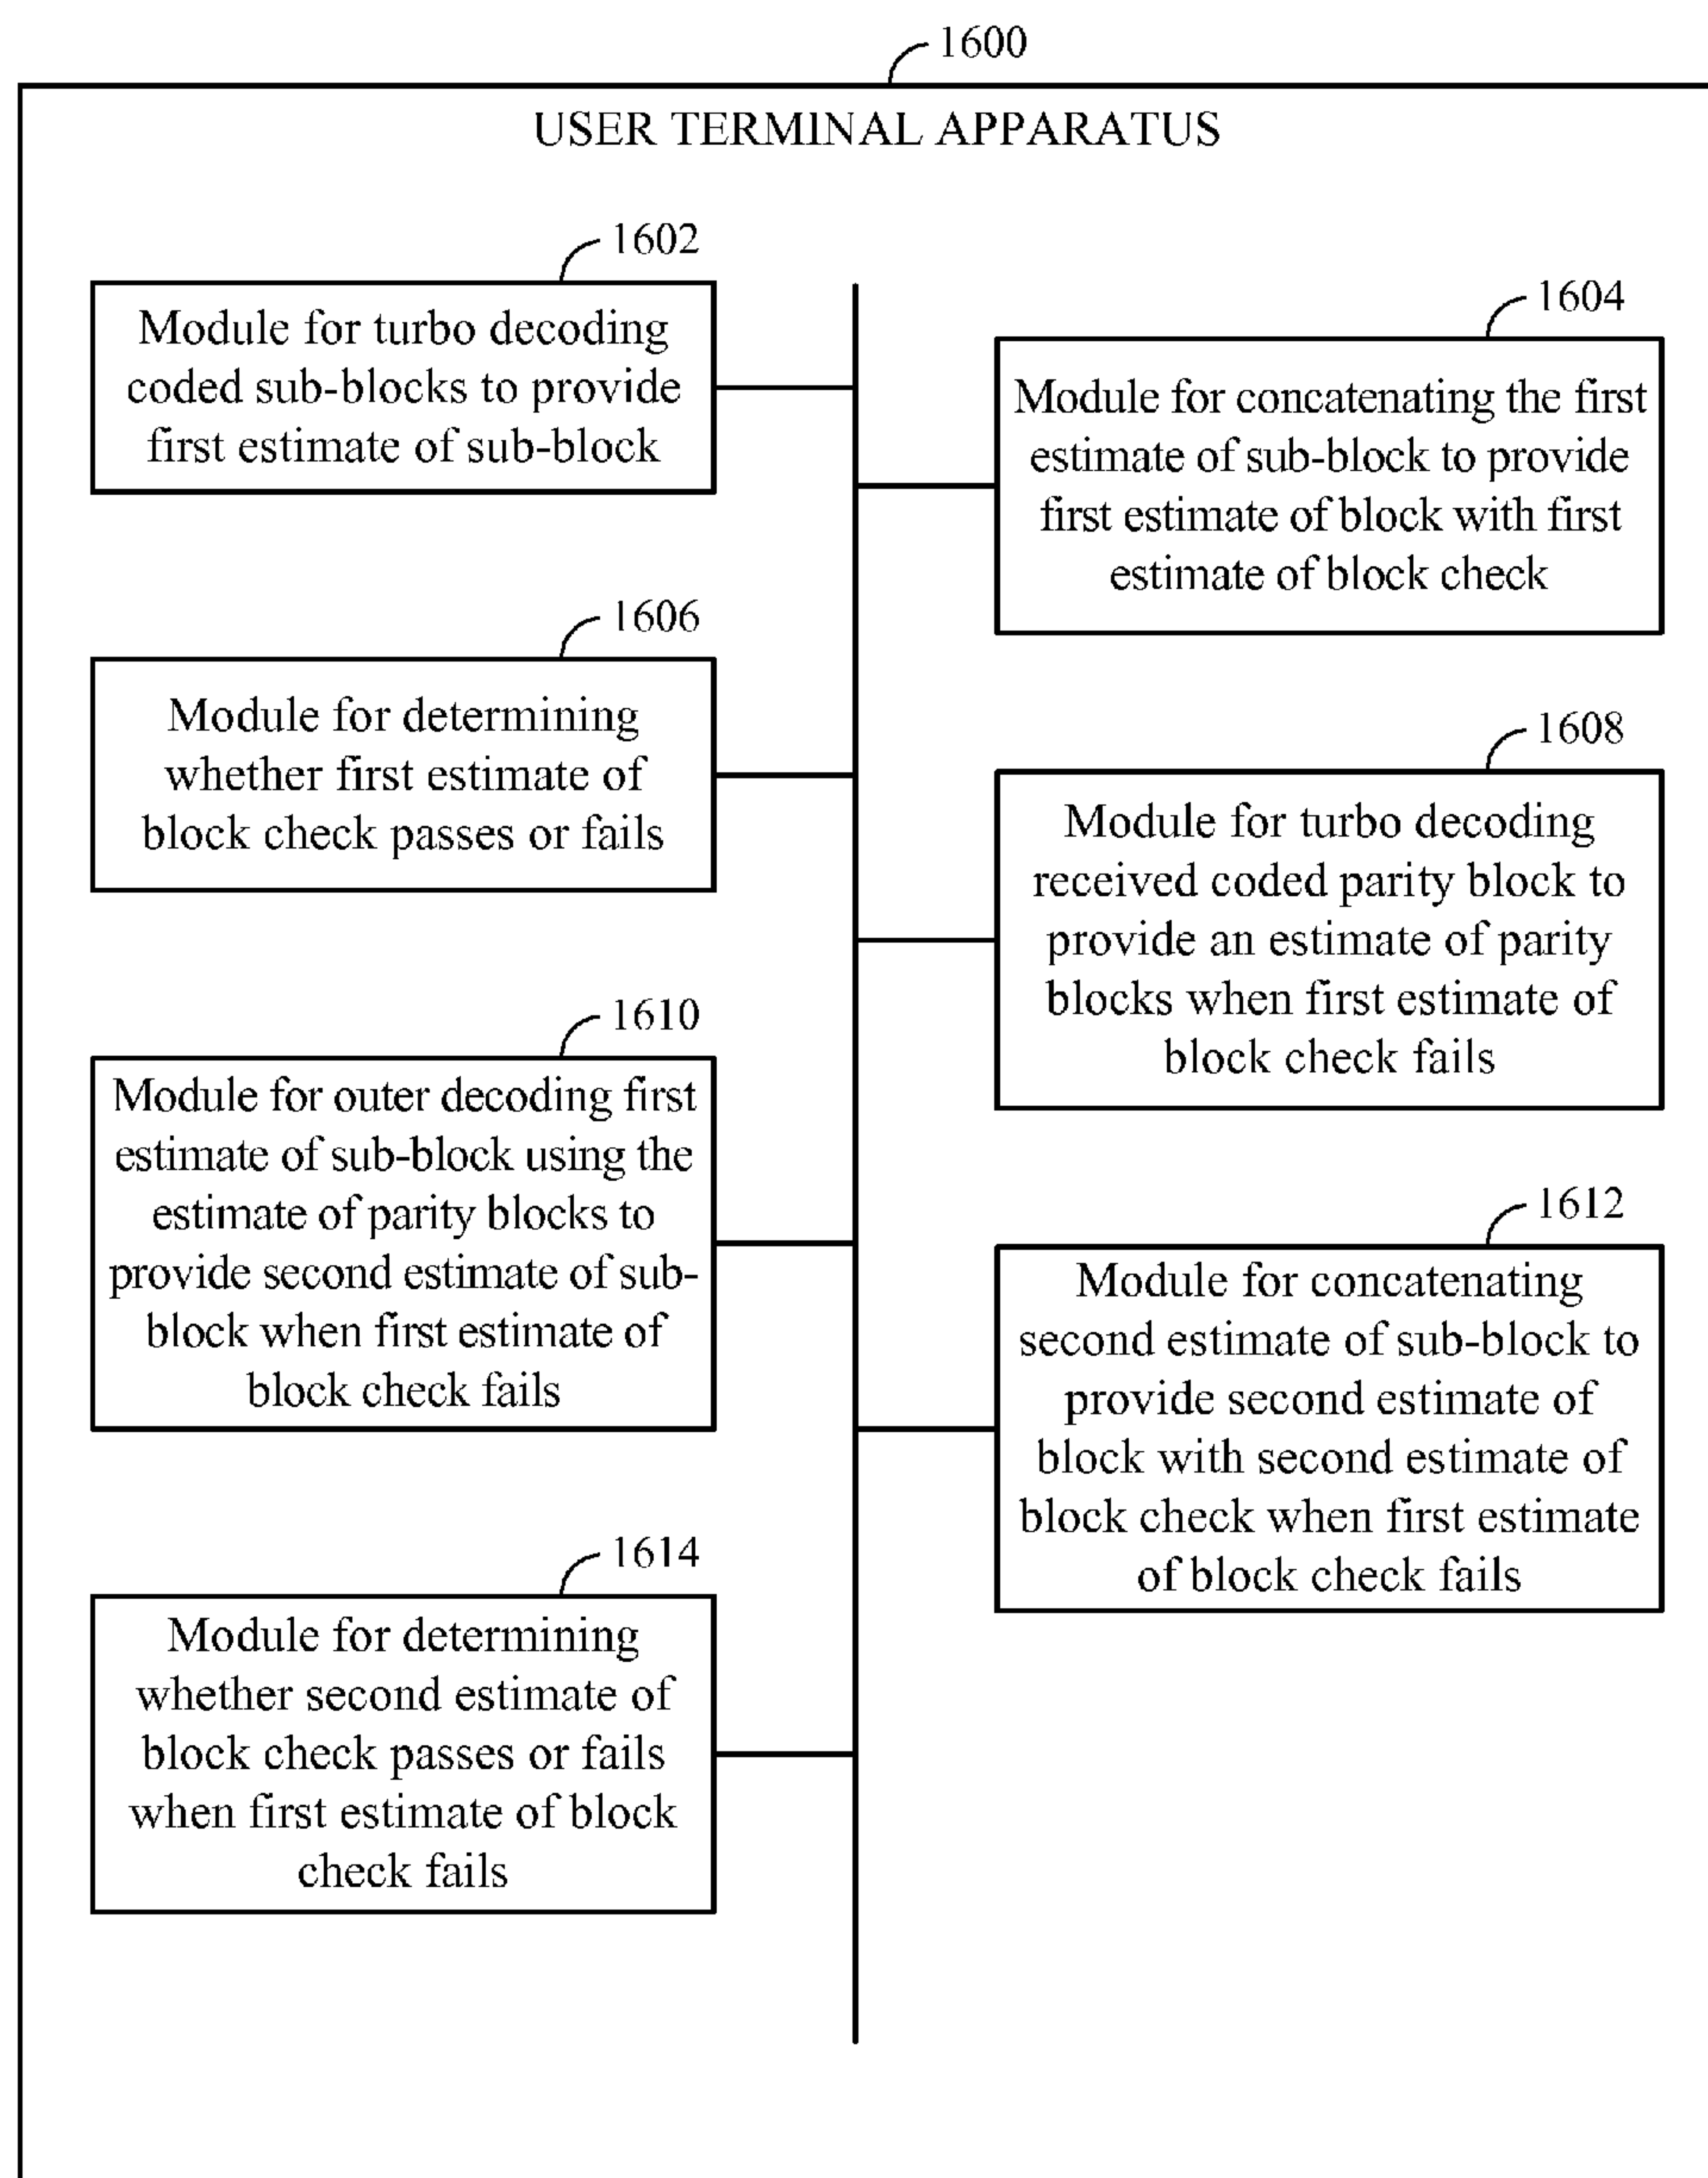 1600
USER TERMINAL APPARATUS
1602
Module for turbo decoding
coded sub-blocks to provide
first estimate of sub-block
1604
Module for concatenating the first
estimate of sub-block to provide
first estimate of block with first
estimate of block check
1606
Module for determining
whether first estimate of
block check passes or fails
1608
Module for turbo decoding
received coded parity block to
provide an estimate of parity
blocks when first estimate of
block check fails
1610
Module for outer decoding first
estimate of sub-block using the
estimate of parity blocks to
provide second estimate of sub-
block when first estimate of
block check fails
1612
Module for concatenating
second estimate of sub-block to
provide second estimate of
block with second estimate of
block check when first estimate
of block check fails
1614
Module for determining
whether second estimate of
block check passes or fails
when first estimate of block
check fails